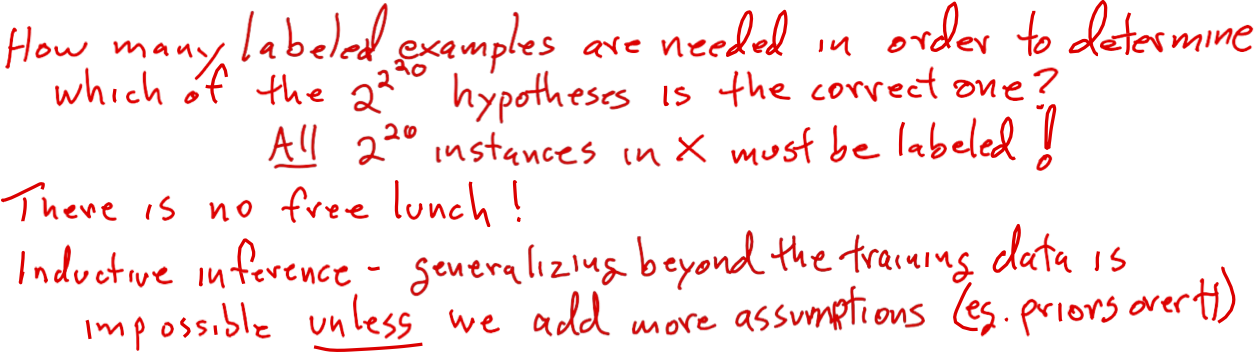 How many labeled examples are needed in order to determine
which of the 2^2^20 hypotheses is the correct one?
All 2^20 instances in X must be labeled!
There is no free lunch!
Inductive inference - generalizing beyond the training data is
impossible unless we add more assumptions (eg. priors over H)